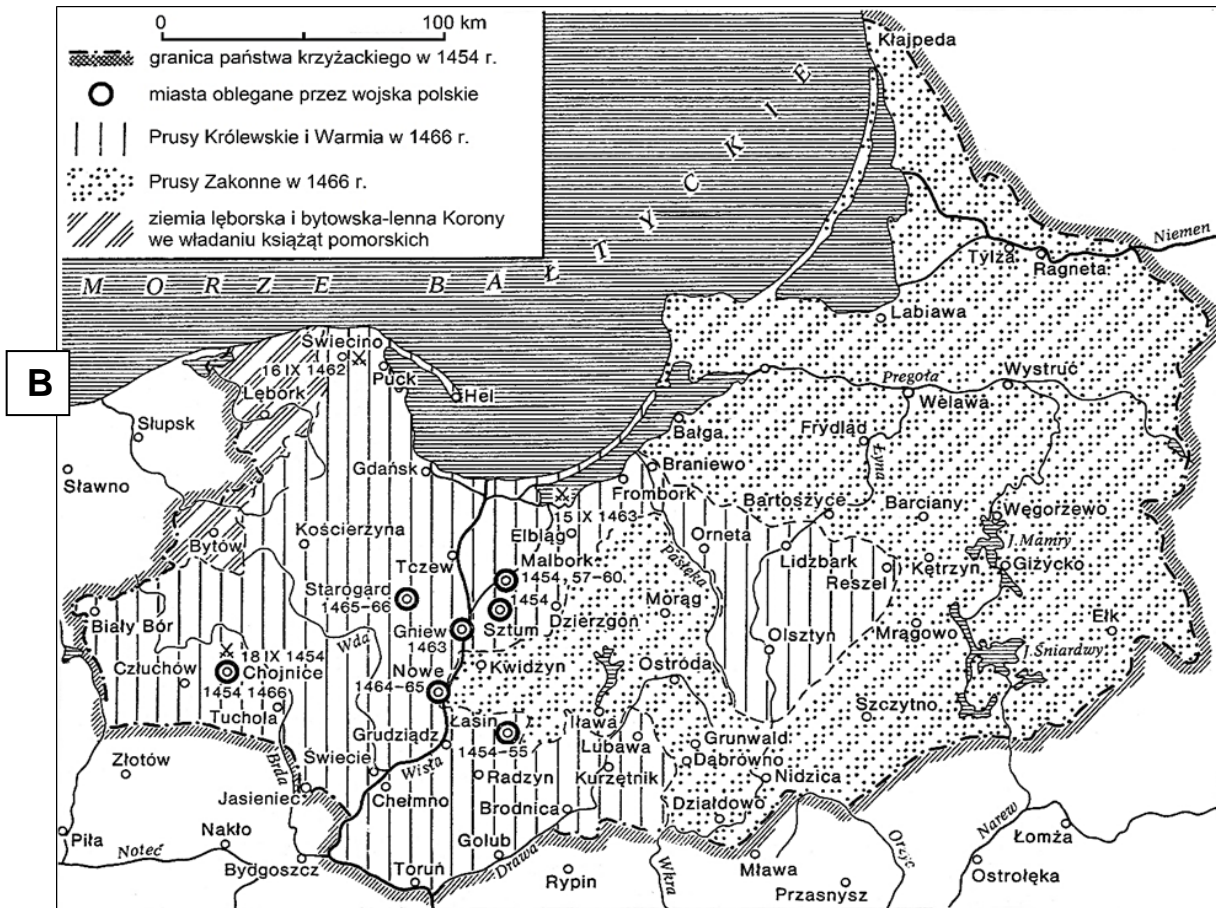 0 100 km
granica państwa krzyżackiego w 1454 r.
miasta oblegane przez wojska polskie
Prusy Królewskie i Warmia w 1466 r.
Prusy Zakonne w 1466 r.
ziemia lęborska i bytowska-lenna Korony
we władaniu książąt pomorskich
B
MORZE BAŁTYCKIE
Kłajpeda
Niemen
Tylża
Ragneta
Labiawa
Świecino
16 IX 1462
Puck
Hel
Lębork
Słupsk
Sławno
Pregoła
Wystruć
Welawa
Bałga
Frydląd
Łyna
Gdańsk
Braniewo
Frombork
15 IX 1463
Bartoszyce
Barciany
Węgorzewo
Kościerzyna
Elbląg
Orneta
J. Mamry
Bytów
Tczew
Malbork
1454, 57–60
Pasłęka
Lidzbark
Reszel
Kętrzyn
Giżycko
Starogard
1465–66
1454
Sztum
Dzierzgoń
Morąg
Biały Bór
Wda
Gniew
1463
Olsztyn
Mrągowo
Ełk
18 IX 1454
Chojnice
1454 1466
Człuchów
Nowe
1464–65
Kwidzyn
Ostróda
J. Śniardwy
Tuchola
Łasin
1454–55
Iława
Szczytno
Grudziądz
Lubawa
Grunwald
Złotów
Brda
Świecie
Wisła
Radzyn
Kurzętnik
Dąbrówno
Nidzica
Jasieniec
Chełmno
Brodnica
Działdowo
Piła
Nakło
Noteć
Bydgoszcz
Golub
Drawa
Toruń
Rypin
Wkra
Mława
Orzyc
Przasnysz
Narew
Łomża
Ostrołęka